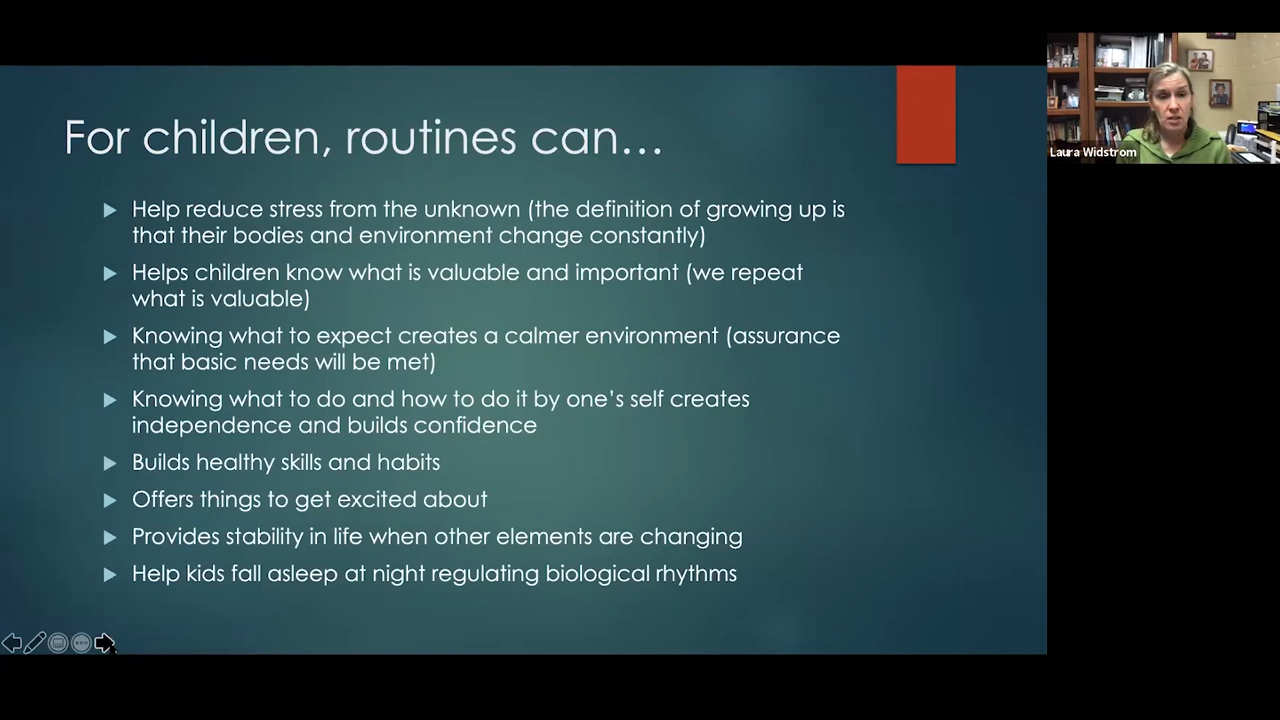 For children, routines can…
Help reduce stress from the unknown (the definition of growing up is
that their bodies and environment change constantly)
Helps children know what is valuable and important (we repeat
what is valuable)
Knowing what to expect creates a calmer environment (assurance
that basic needs will be met)
Knowing what to do and how to do it by one’s self creates
independence and builds confidence
Builds healthy skills and habits
Offers things to get excited about
Provides stability in life when other elements are changing
Help kids fall asleep at night regulating biological rhythms
Laura Widstrom